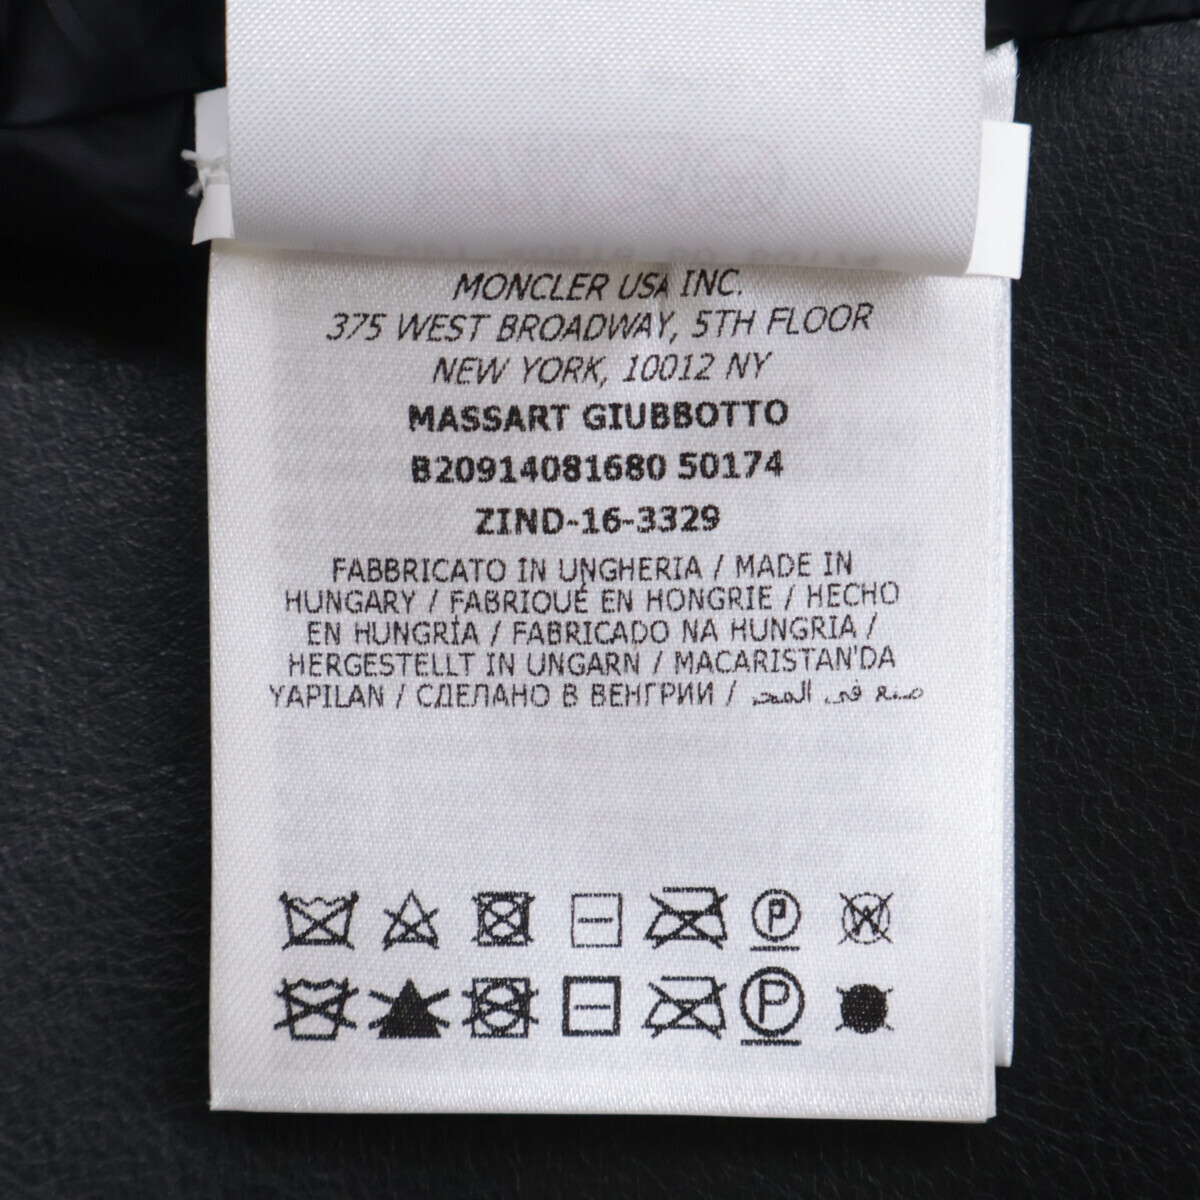 MONCLER USA INC.
375 WEST BROADWAY, 5TH FLOOR
NEW YORK, 10012 NY
MASSART GIUBBOTTO
B20914081680 50174
ZIND-16-3329
FABBRICATO IN UNGHERIA / MADE IN
HUNGARY / FABRIQUÉ EN HONGRIE / HECHO
EN HUNGRÍA / FABRICADO NA HUNGRIA /
HERGESTELLT IN UNGARN / MACARISTAN'DA
YAPILAN / СДЕЛАНО В ВЕНГРИИ / صنع في المجر
P W
P